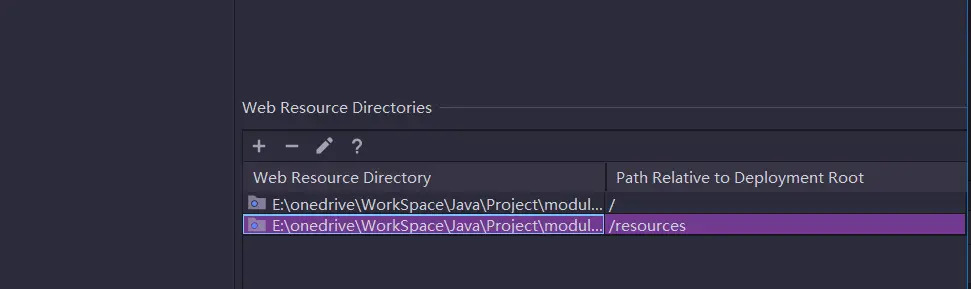 Web Resource Directories
+ − ?
Web Resource Directory Path Relative to Deployment Root
E:\onedrive\WorkSpace\Java\Project\modul... /
E:\onedrive\WorkSpace\Java\Project\modul... /resources